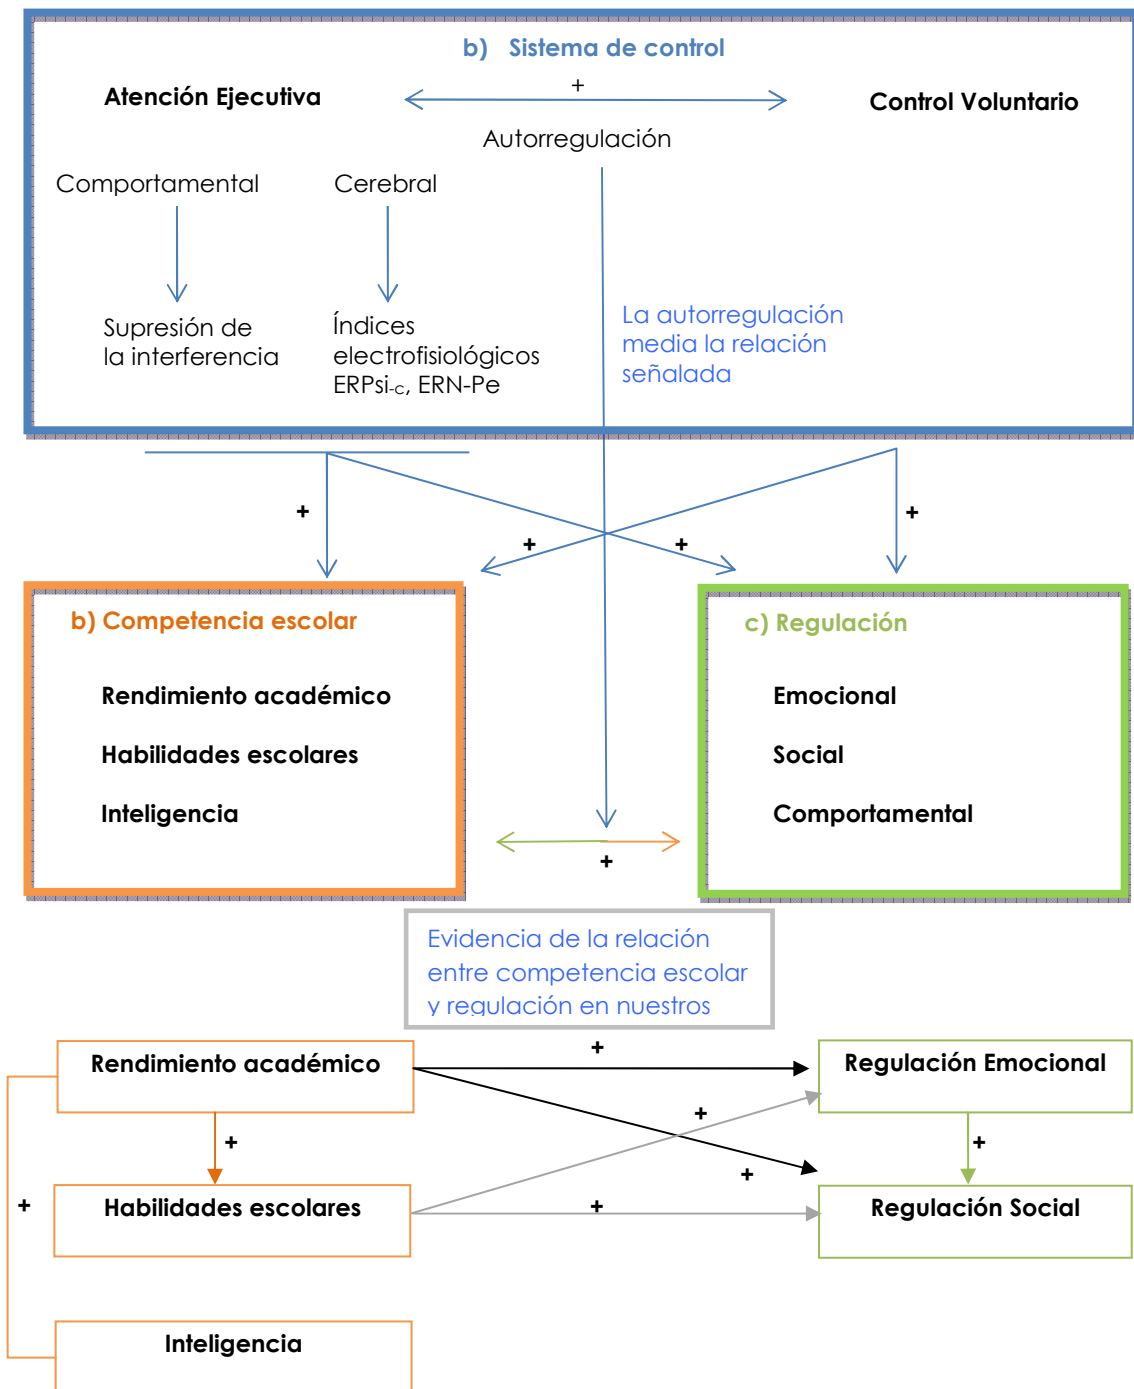 b) Sistema de control
Atención Ejecutiva
+
Control Voluntario
Autorregulación
Comportamental
Cerebral
Supresión de
la interferencia
Índices
electrofisiológicos
ERPsi-c, ERN-Pe
La autorregulación
media la relación
señalada
+
+
+
+
b) Competencia escolar
Rendimiento académico
Habilidades escolares
Inteligencia
c) Regulación
Emocional
Social
Comportamental
+
Evidencia de la relación
entre competencia escolar
y regulación en nuestros
Rendimiento académico
+
Regulación Emocional
+
+
+
+
+
Habilidades escolares
+
Regulación Social
Inteligencia